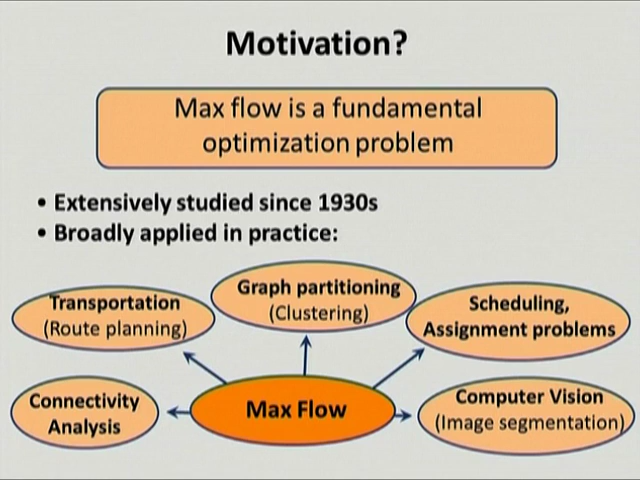 Motivation?
Max flow is a fundamental
optimization problem
• Extensively studied since 1930s
• Broadly applied in practice:
Transportation
(Route planning)
Graph partitioning
(Clustering)
Scheduling,
Assignment problems
Connectivity
Analysis
Max Flow
Computer Vision
(Image segmentation)